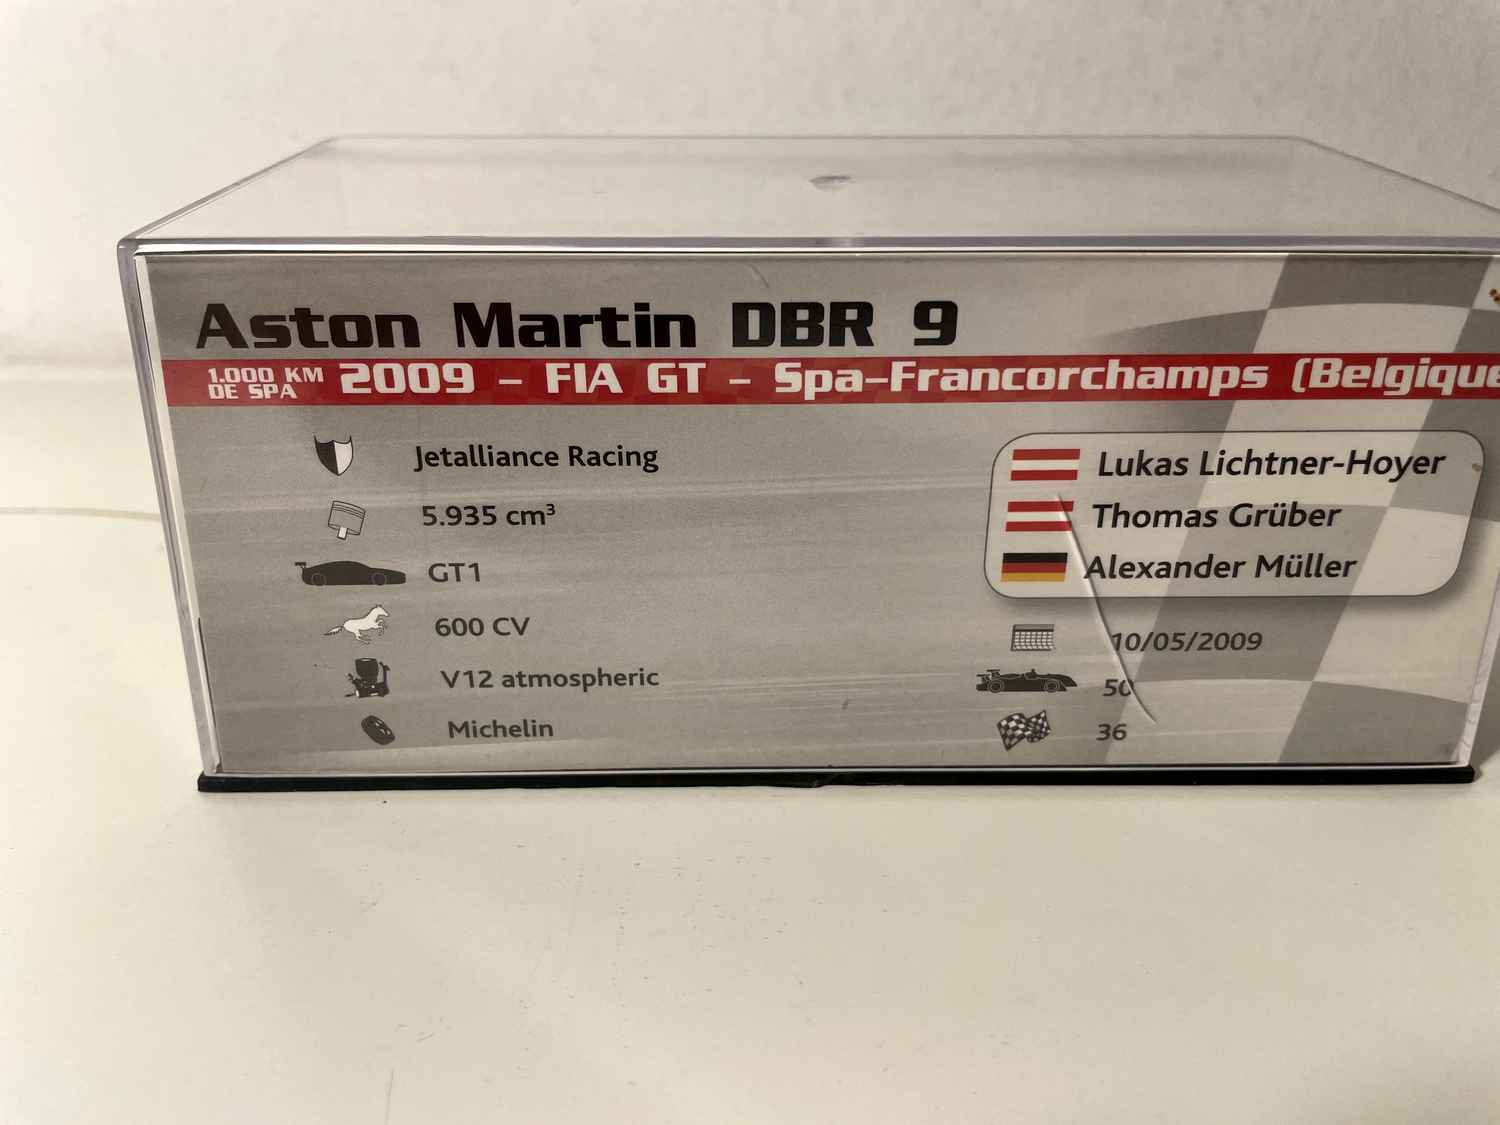 Aston Martin DBR 9
1.000 KM
DE SPA
2009 - FIA GT - Spa-Francorchamps (Belgique
Jetalliance Racing
5.935 cm³
GT1
600 CV
V12 atmospheric
Michelin
Lukas Lichtner-Hoyer
Thomas Grüber
Alexander Müller
10/05/2009
50
36